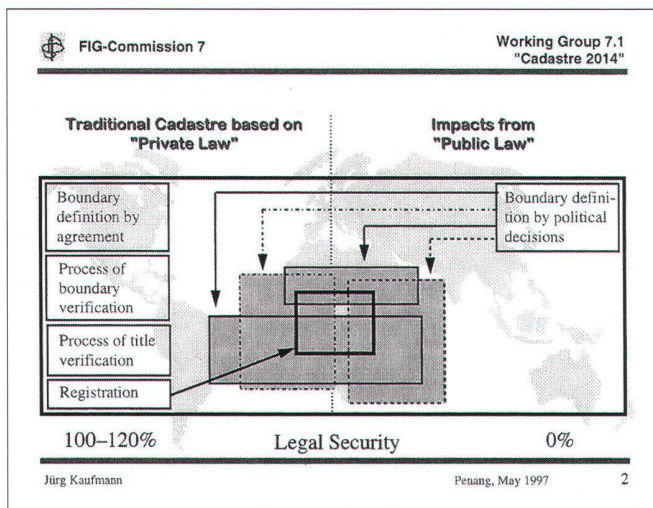 FIG-Commission 7
Working Group 7.1
"Cadastre 2014"
Traditional Cadastre based on
"Private Law"
Impacts from
"Public Law"
Boundary
definition by
agreement
Process of
boundary
verification
Process of title
verification
Registration
Boundary defini-
tion by political
decisions
100–120%
Legal Security
0%
Jürg Kaufmann
Penang, May 1997
2